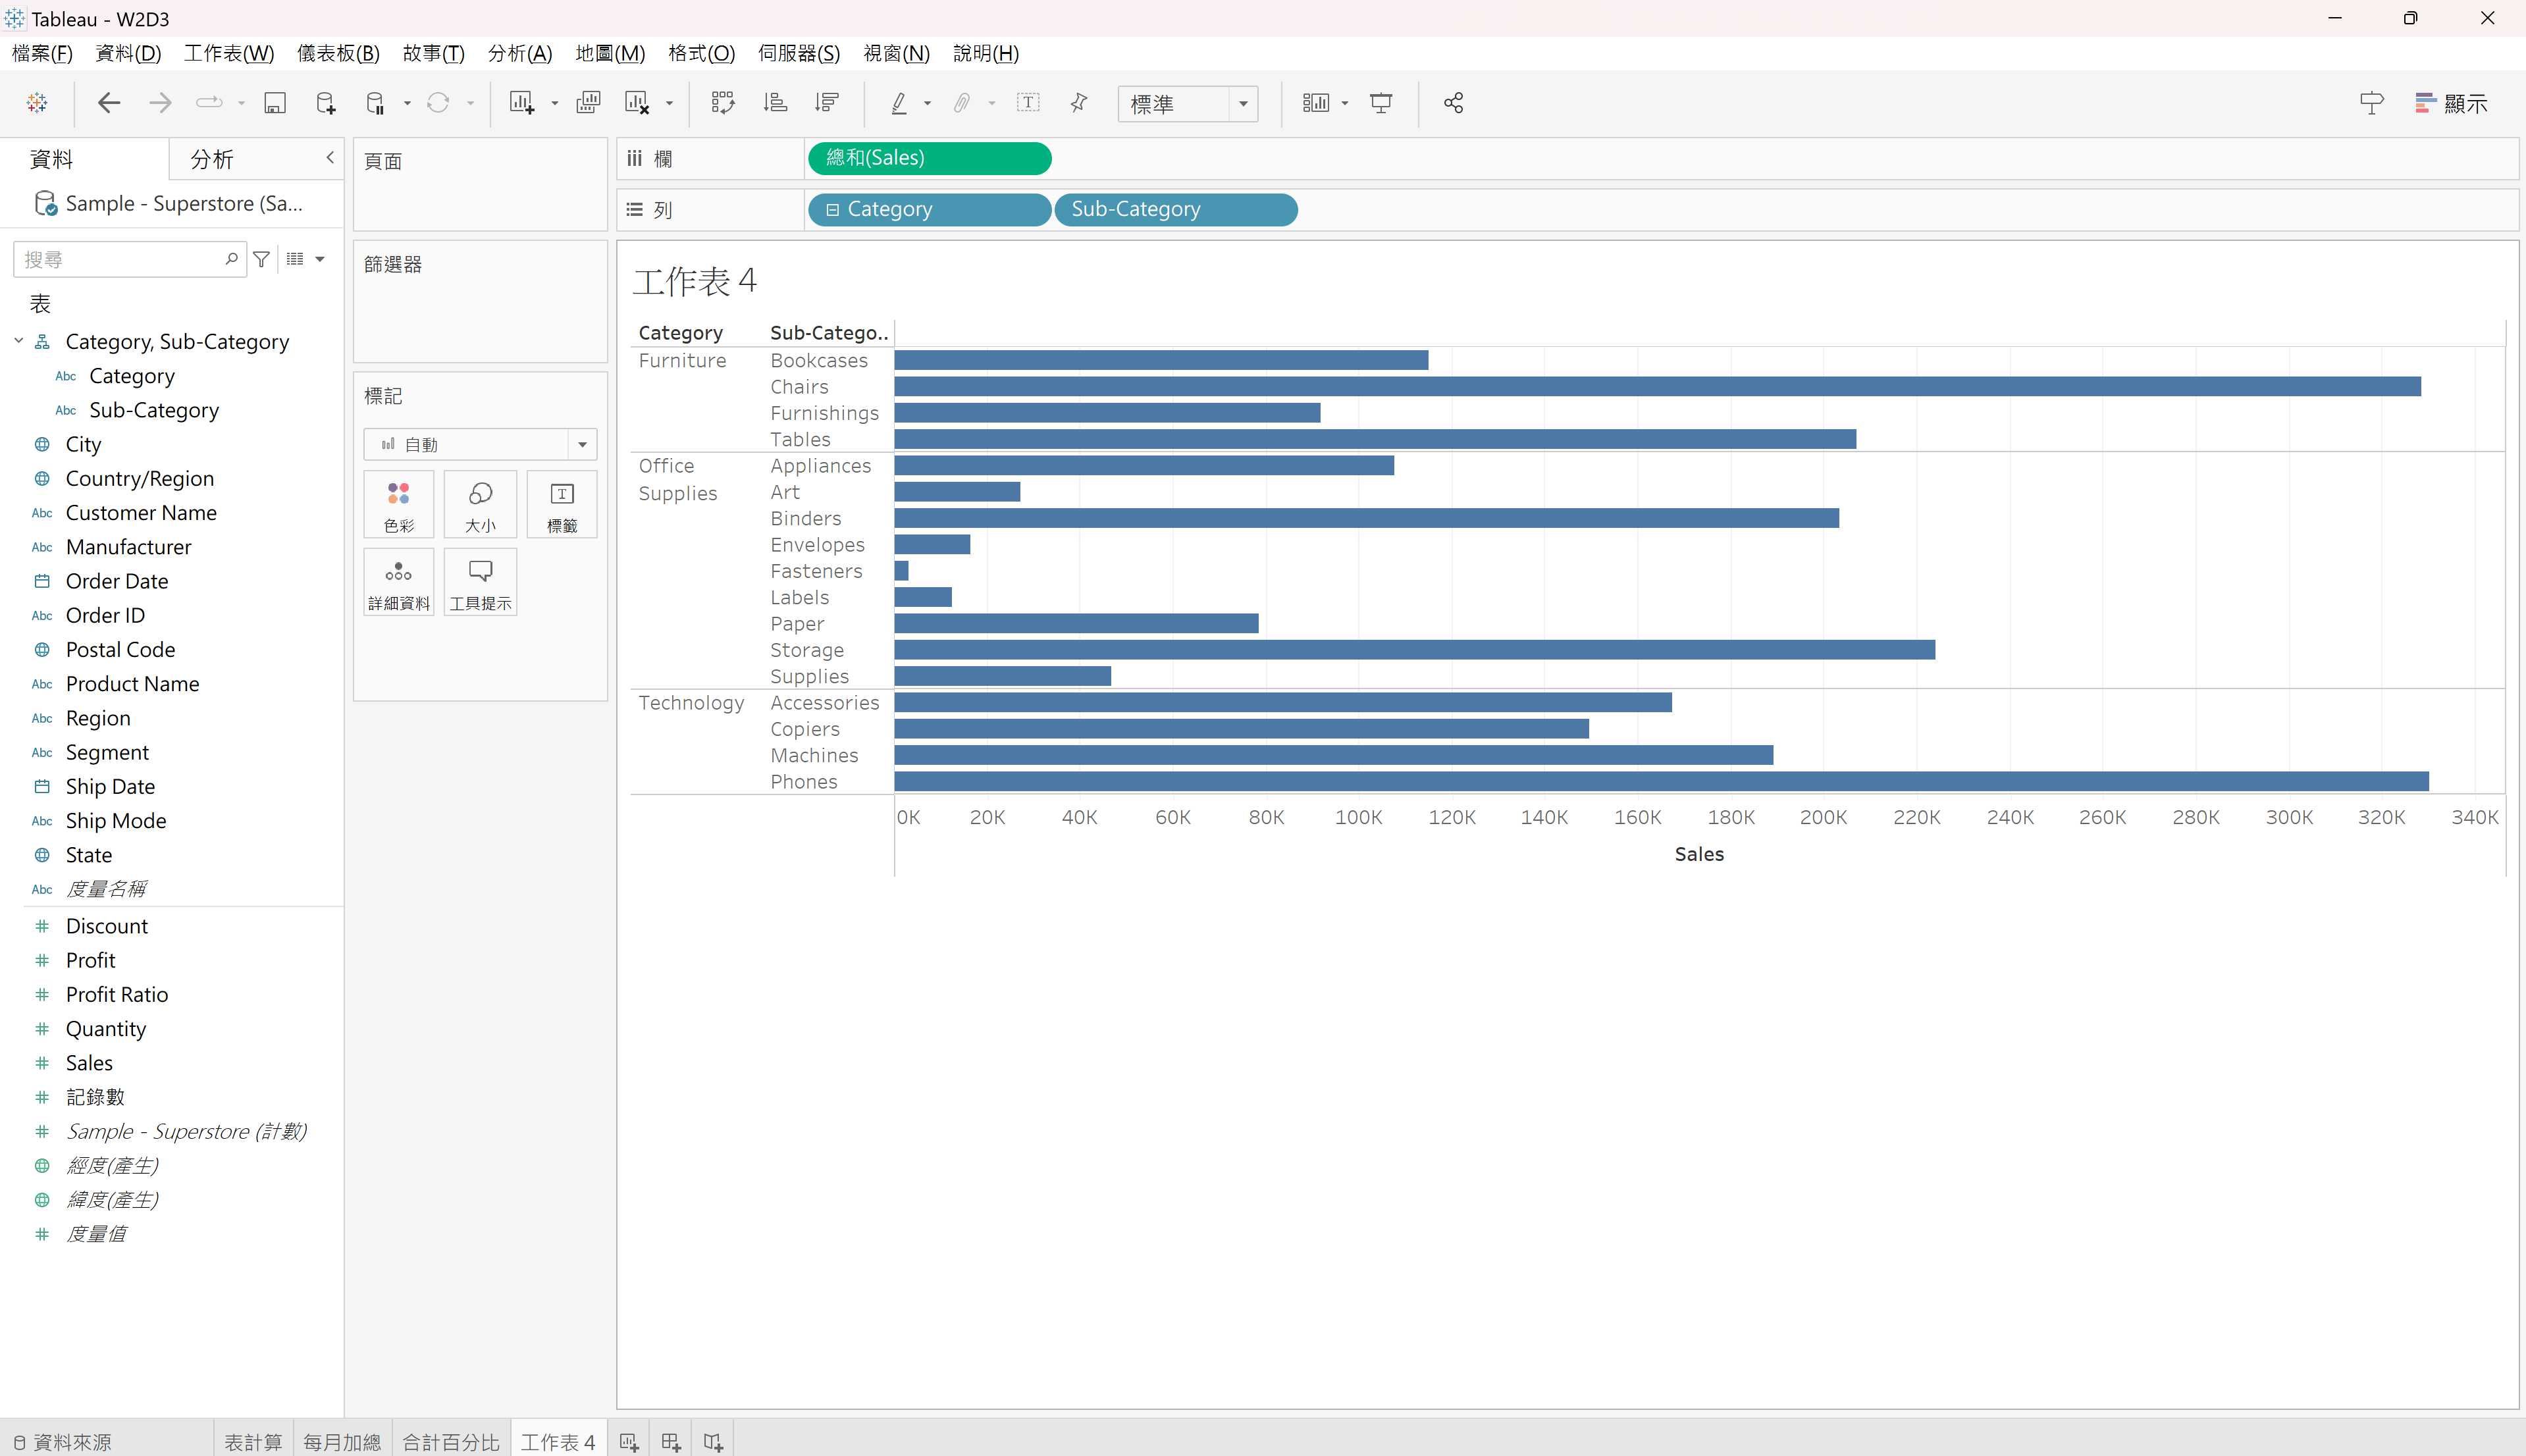 Tableau - W2D3
檔案(F) 資料(D) 工作表(W) 儀表板(B) 故事(T) 分析(A) 地圖(M) 格式(O) 伺服器(S) 視窗(N) 說明(H)
標準
顯示
資料 分析
Sample - Superstore (Sa...
搜尋
表
Category, Sub-Category
Abc Category
Abc Sub-Category
City
Country/Region
Abc Customer Name
Abc Manufacturer
Order Date
Abc Order ID
Postal Code
Abc Product Name
Abc Region
Abc Segment
Ship Date
Abc Ship Mode
State
Abc 度量名稱
Discount
Profit
Profit Ratio
Quantity
Sales
記錄數
Sample - Superstore (計數)
經度(產生)
緯度(產生)
度量值
頁面
篩選器
標記
自動
色彩 大小 標籤
詳細資料 工具提示
欄 總和(Sales)
列 Category Sub-Category
工作表 4
Category Sub-Catego..
Furniture Bookcases
Chairs
Furnishings
Tables
Office Supplies Appliances
Art
Binders
Envelopes
Fasteners
Labels
Paper
Storage
Supplies
Technology Accessories
Copiers
Machines
Phones
0K 20K 40K 60K 80K 100K 120K 140K 160K 180K 200K 220K 240K 260K 280K 300K 320K 340K
Sales
資料來源 表計算 每月加總 合計百分比 工作表 4